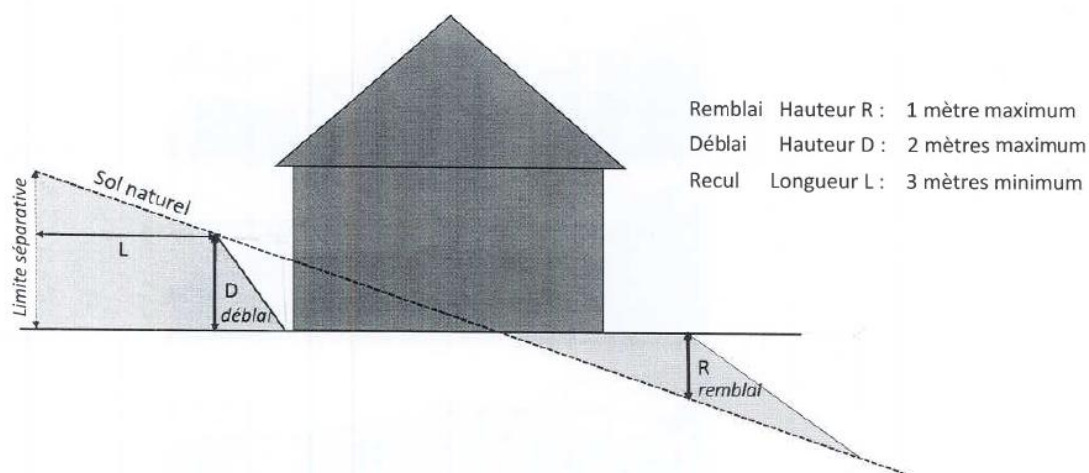 Remblai Hauteur R : 1 mètre maximum
Déblai Hauteur D : 2 mètres maximum
Recul Longueur L : 3 mètres minimum
Sol naturel
Limite séparative
L
D
déblai
R
remblai